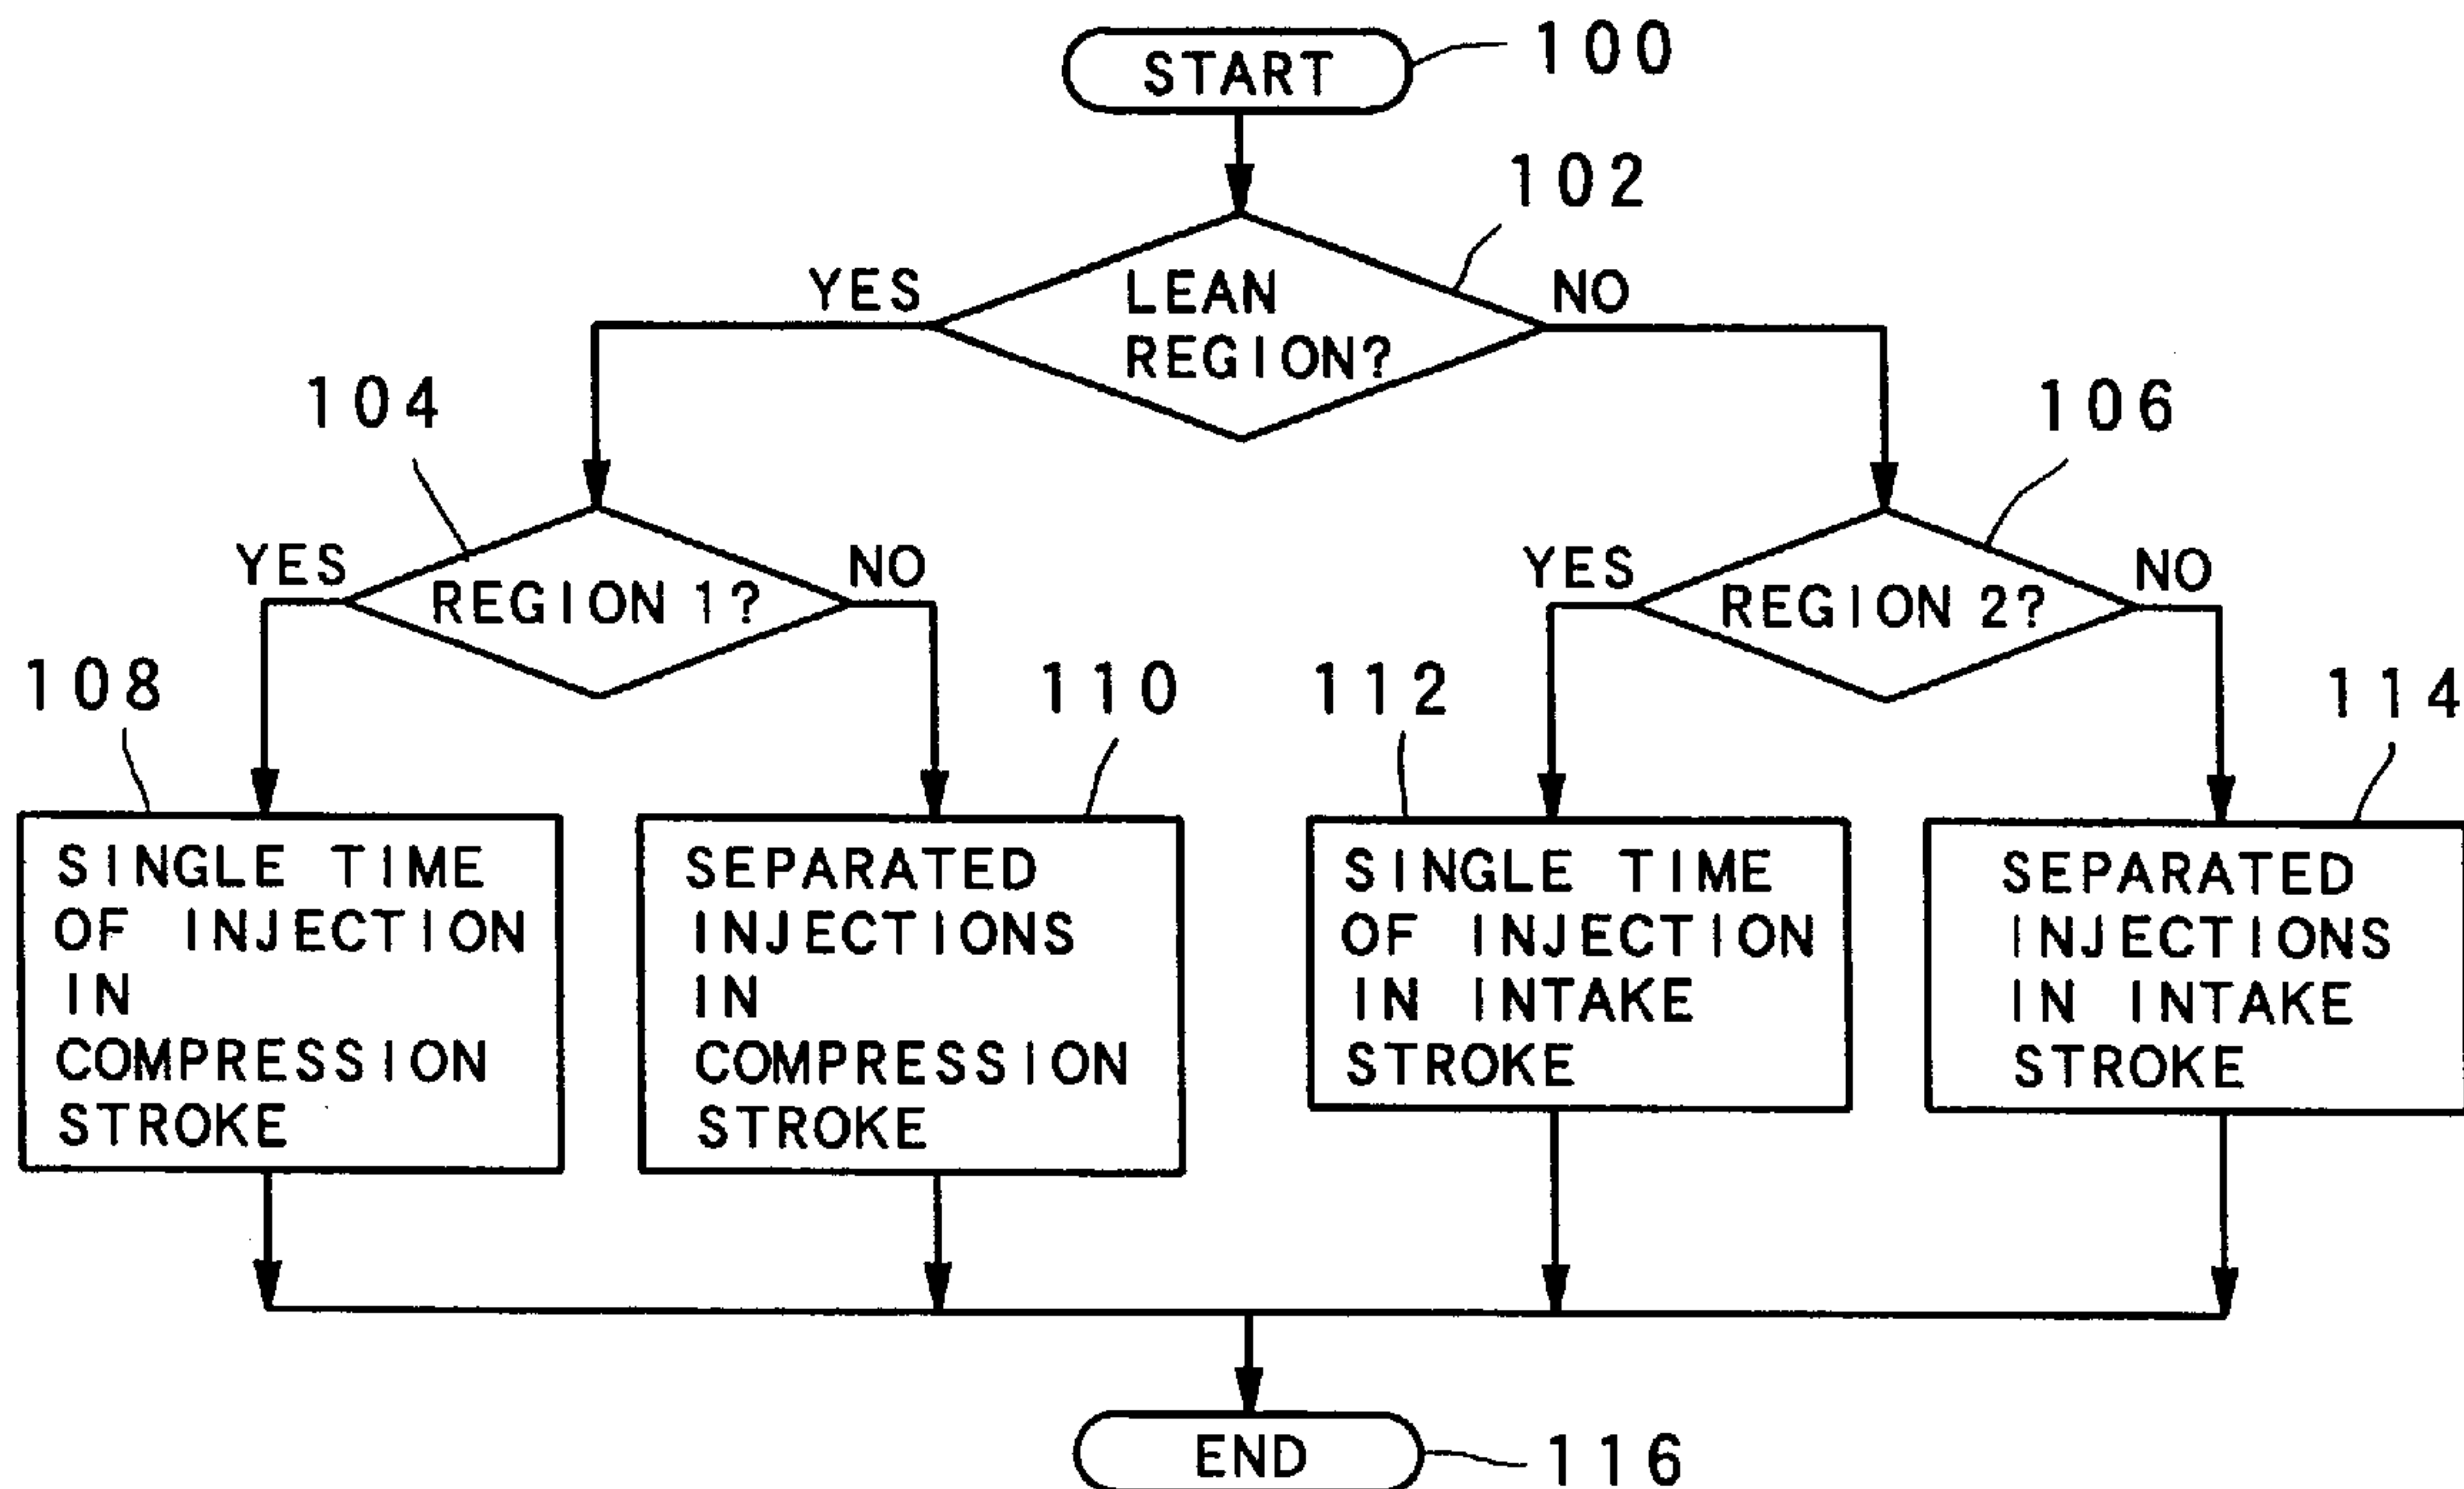 START
100
102
YES
LEAN
REGION?
NO
104
106
YES
REGION 1?
NO
YES
REGION 2?
NO
108
110
112
114
SINGLE TIME
OF INJECTION
IN
COMPRESSION
STROKE
SEPARATED
INJECTIONS
IN
COMPRESSION
STROKE
SINGLE TIME
OF INJECTION
IN INTAKE
STROKE
SEPARATED
INJECTIONS
IN INTAKE
STROKE
END
116